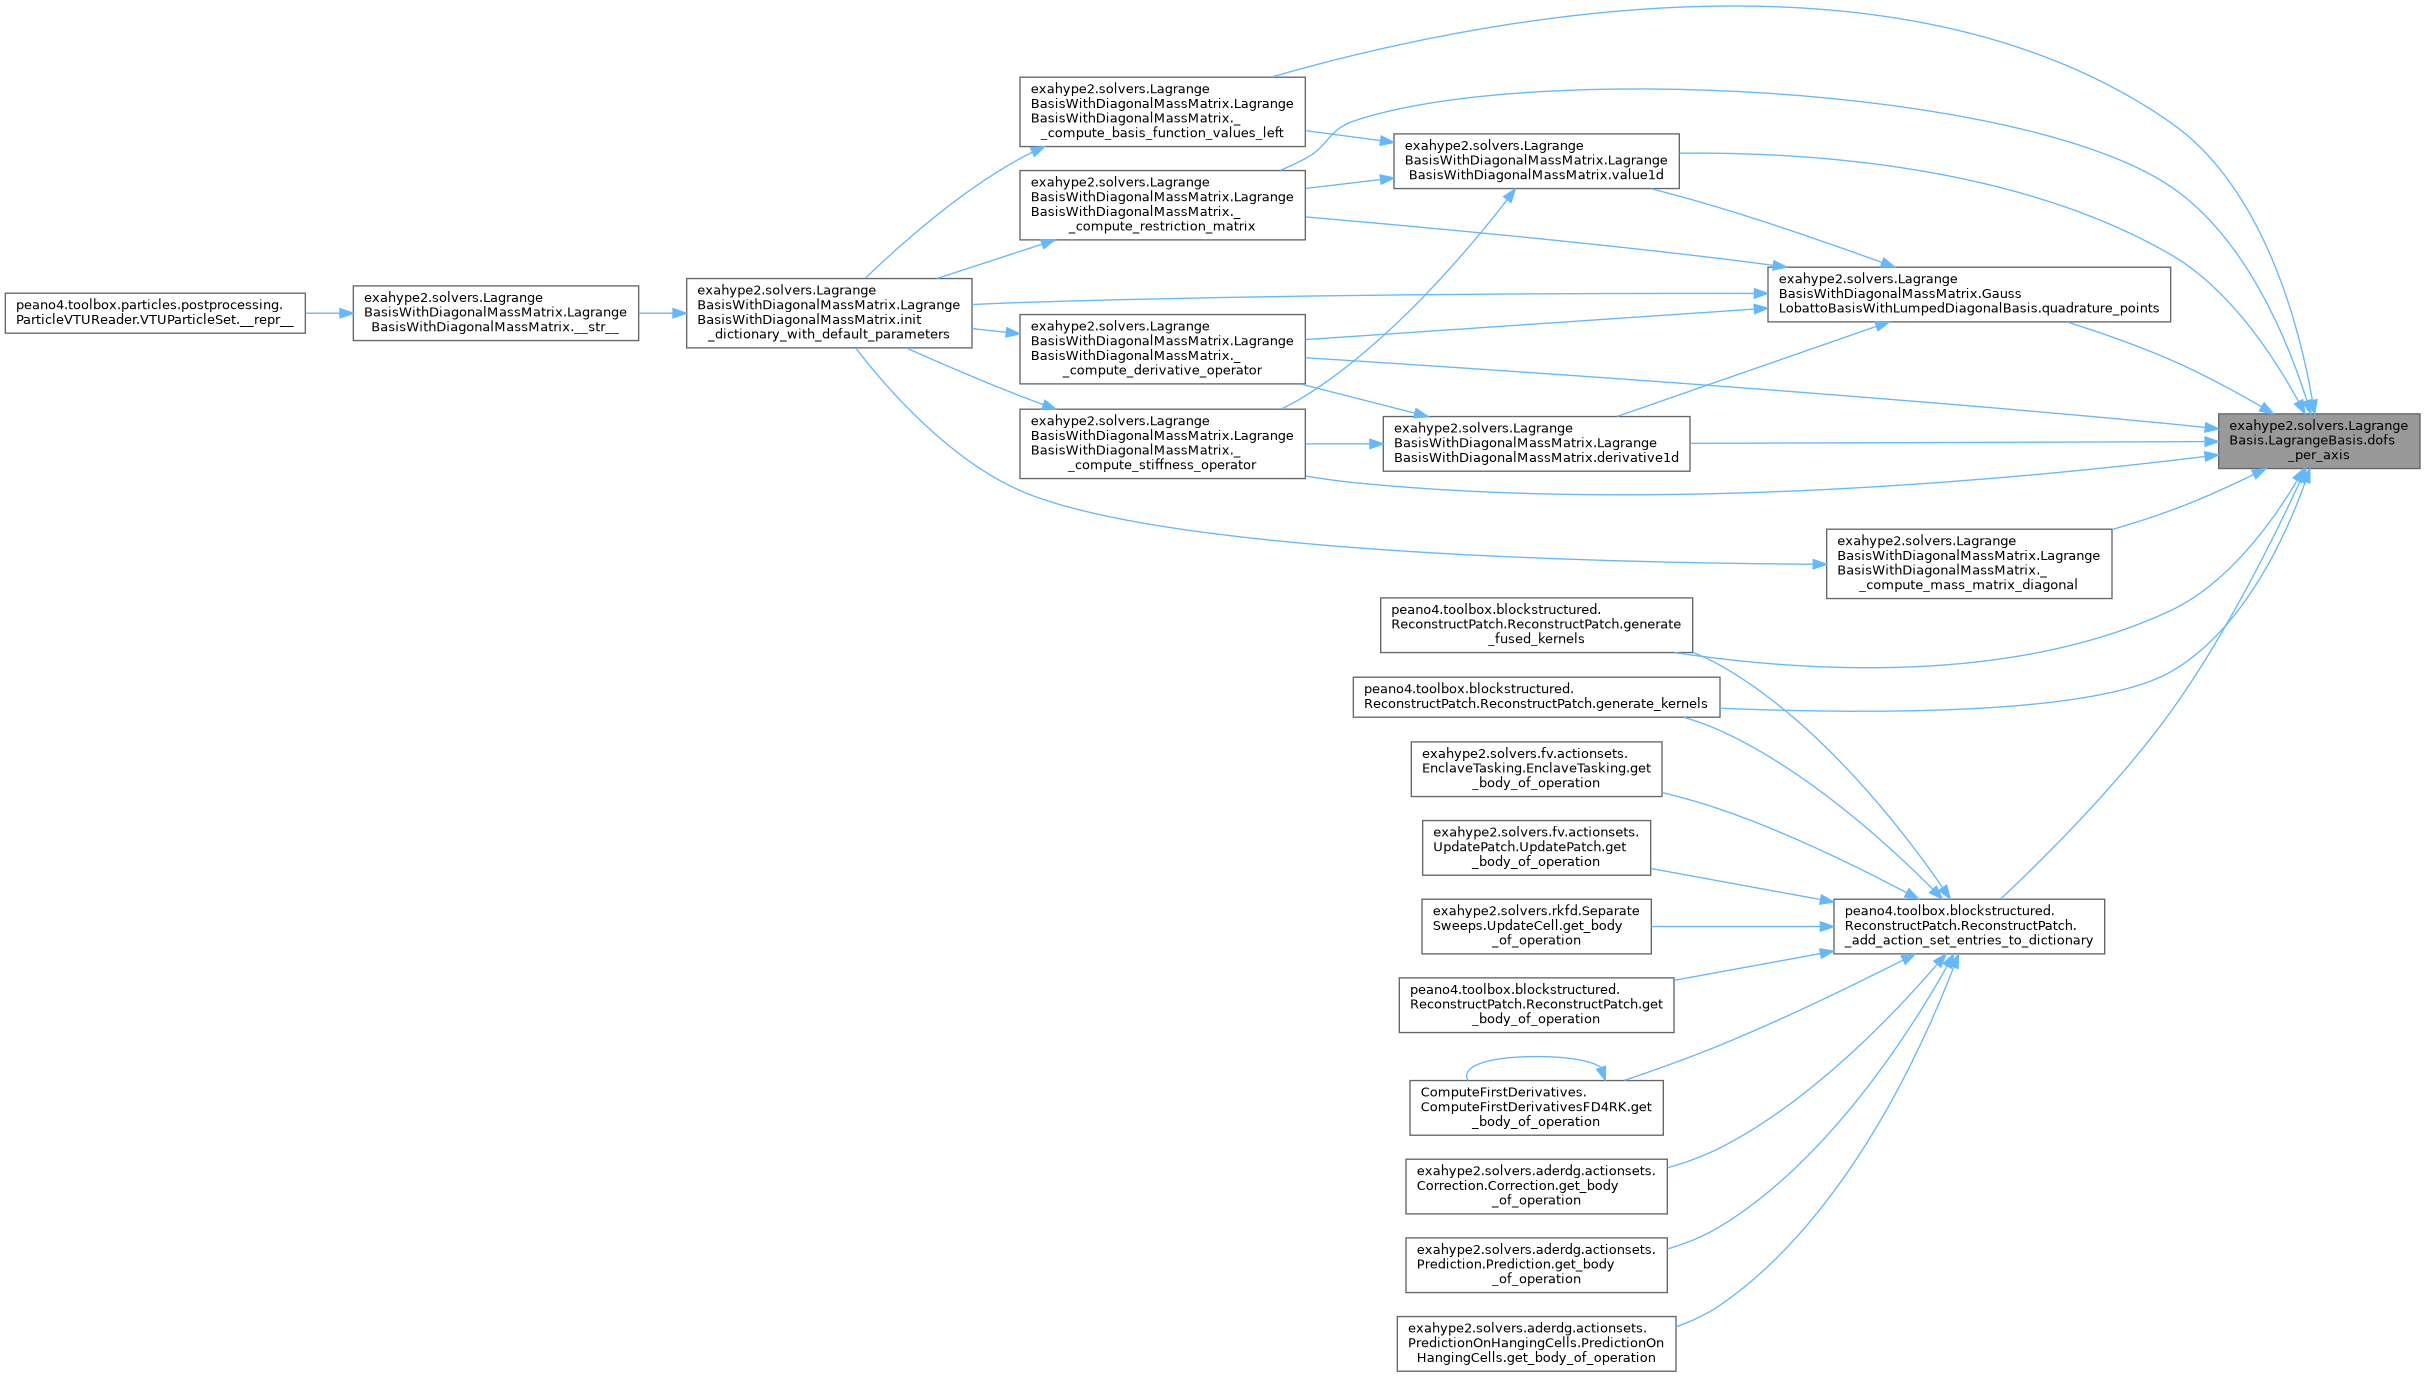 exahype2.solvers.Lagrange
BasisWithDiagonalMassMatrix.Lagrange
BasisWithDiagonalMassMatrix._
_compute_basis_function_values_left
exahype2.solvers.Lagrange
BasisWithDiagonalMassMatrix.Lagrange
BasisWithDiagonalMassMatrix.value1d
exahype2.solvers.Lagrange
BasisWithDiagonalMassMatrix.Lagrange
BasisWithDiagonalMassMatrix._
_compute_restriction_matrix
exahype2.solvers.Lagrange
BasisWithDiagonalMassMatrix.Gauss
LobattoBasisWithLumpedDiagonalBasis.quadrature_points
peano4.toolbox.particles.postprocessing.
ParticleVTUReader.VTUParticleSet.__repr__
exahype2.solvers.Lagrange
BasisWithDiagonalMassMatrix.Lagrange
BasisWithDiagonalMassMatrix.__str__
exahype2.solvers.Lagrange
BasisWithDiagonalMassMatrix.Lagrange
BasisWithDiagonalMassMatrix.init
_dictionary_with_default_parameters
exahype2.solvers.Lagrange
BasisWithDiagonalMassMatrix.Lagrange
BasisWithDiagonalMassMatrix._
_compute_derivative_operator
exahype2.solvers.Lagrange
BasisWithDiagonalMassMatrix.Lagrange
BasisWithDiagonalMassMatrix._
_compute_stiffness_operator
exahype2.solvers.Lagrange
BasisWithDiagonalMassMatrix.Lagrange
BasisWithDiagonalMassMatrix.derivative1d
exahype2.solvers.Lagrange
Basis.LagrangeBasis.dofs
_per_axis
exahype2.solvers.Lagrange
BasisWithDiagonalMassMatrix.Lagrange
BasisWithDiagonalMassMatrix._
_compute_mass_matrix_diagonal
peano4.toolbox.blockstructured.
ReconstructPatch.ReconstructPatch.generate
_fused_kernels
peano4.toolbox.blockstructured.
ReconstructPatch.ReconstructPatch.generate_kernels
exahype2.solvers.fv.actionsets.
EnclaveTasking.EnclaveTasking.get
_body_of_operation
exahype2.solvers.fv.actionsets.
UpdatePatch.UpdatePatch.get
_body_of_operation
exahype2.solvers.rkfd.Separate
Sweeps.UpdateCell.get_body
_of_operation
peano4.toolbox.blockstructured.
ReconstructPatch.ReconstructPatch.
_add_action_set_entries_to_dictionary
peano4.toolbox.blockstructured.
ReconstructPatch.ReconstructPatch.get
_body_of_operation
ComputeFirstDerivatives.
ComputeFirstDerivativesFD4RK.get
_body_of_operation
exahype2.solvers.aderdg.actionsets.
Correction.Correction.get_body
_of_operation
exahype2.solvers.aderdg.actionsets.
Prediction.Prediction.get_body
_of_operation
exahype2.solvers.aderdg.actionsets.
PredictionOnHangingCells.PredictionOn
HangingCells.get_body_of_operation